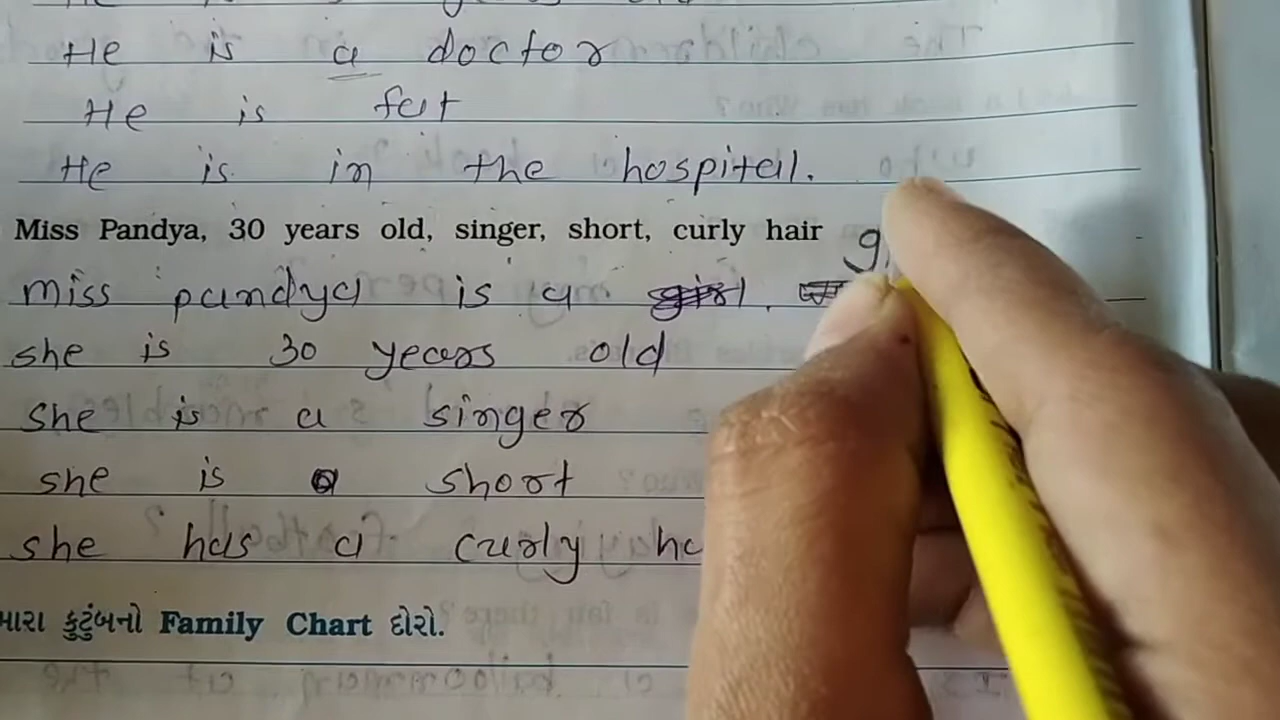 He is a doctor
He is fat
He is in the hospital.
Miss Pandya, 30 years old, singer, short, curly hair
miss pandya is a
she is 30 years old
she is a singer
she is short
she has a curly
મારા કુટુંબનો Family Chart દોરો.